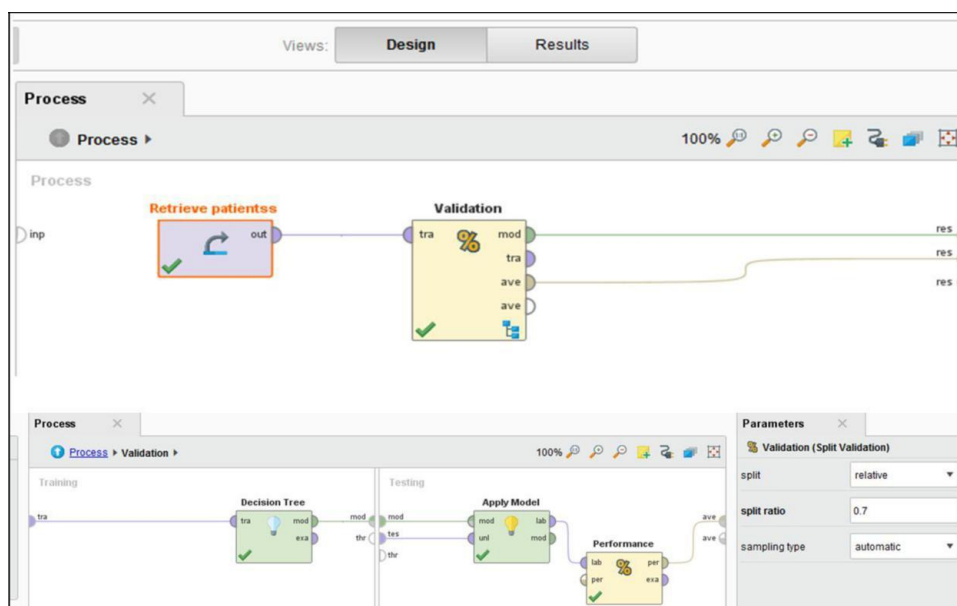 Views: Design Results
Process
Process
100%
Process
Retrieve patientss
Validation
inp
out
tra mod
tra
ave
ave
res
res
res
Process
Process Validation
100%
Training
Testing
Decision Tree
tra mod
exa
tra
mod
thr
mod
tes
thr
Apply Model
mod lab
unl mod
Performance
lab per
per exa
ave
ave
Parameters
Validation (Split Validation)
split relative
split ratio 0.7
sampling type automatic